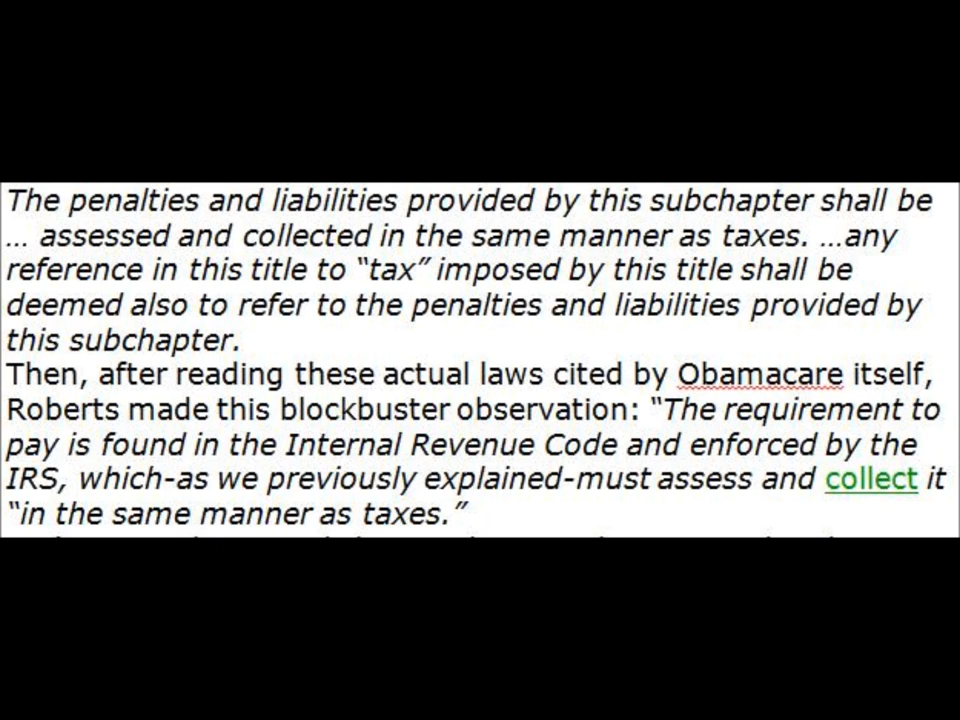 The penalties and liabilities provided by this subchapter shall be
… assessed and collected in the same manner as taxes. …any
reference in this title to “tax” imposed by this title shall be
deemed also to refer to the penalties and liabilities provided by
this subchapter.
Then, after reading these actual laws cited by Obamacare itself,
Roberts made this blockbuster observation: “The requirement to
pay is found in the Internal Revenue Code and enforced by the
IRS, which-as we previously explained-must assess and collect it
“in the same manner as taxes.”